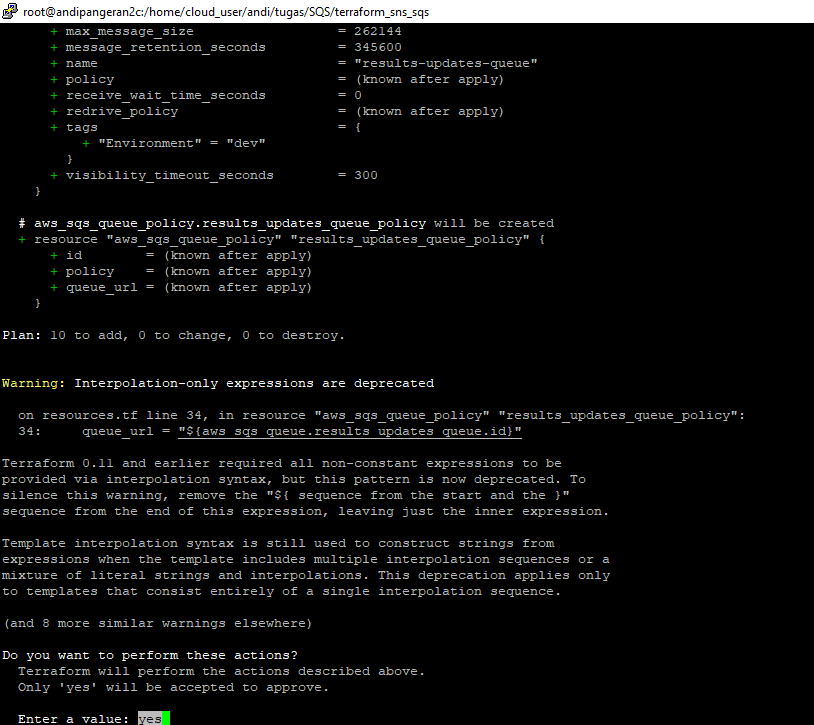 root@andipangeran2c:/home/cloud_user/andi/tugas/SQS/terraform_sns_sqs
+ max_message_size = 262144
+ message_retention_seconds = 345600
+ name = "results-updates-queue"
+ policy = (known after apply)
+ receive_wait_time_seconds = 0
+ redrive_policy = (known after apply)
+ tags = {
+ "Environment" = "dev"
}
+ visibility_timeout_seconds = 300
}
# aws_sqs_queue_policy.results_updates_queue_policy will be created
+ resource "aws_sqs_queue_policy" "results_updates_queue_policy" {
+ id = (known after apply)
+ policy = (known after apply)
+ queue_url = (known after apply)
}
Plan: 10 to add, 0 to change, 0 to destroy.
Warning: Interpolation-only expressions are deprecated
on resources.tf line 34, in resource "aws_sqs_queue_policy" "results_updates_queue_policy":
34: queue_url = "${aws_sqs_queue.results_updates_queue.id}"
Terraform 0.11 and earlier required all non-constant expressions to be
provided via interpolation syntax, but this pattern is now deprecated. To
silence this warning, remove the "${ sequence from the start and the }"
sequence from the end of this expression, leaving just the inner expression.
Template interpolation syntax is still used to construct strings from
expressions when the template includes multiple interpolation sequences or a
mixture of literal strings and interpolations. This deprecation applies only
to templates that consist entirely of a single interpolation sequence.
(and 8 more similar warnings elsewhere)
Do you want to perform these actions?
Terraform will perform the actions described above.
Only 'yes' will be accepted to approve.
Enter a value: yes